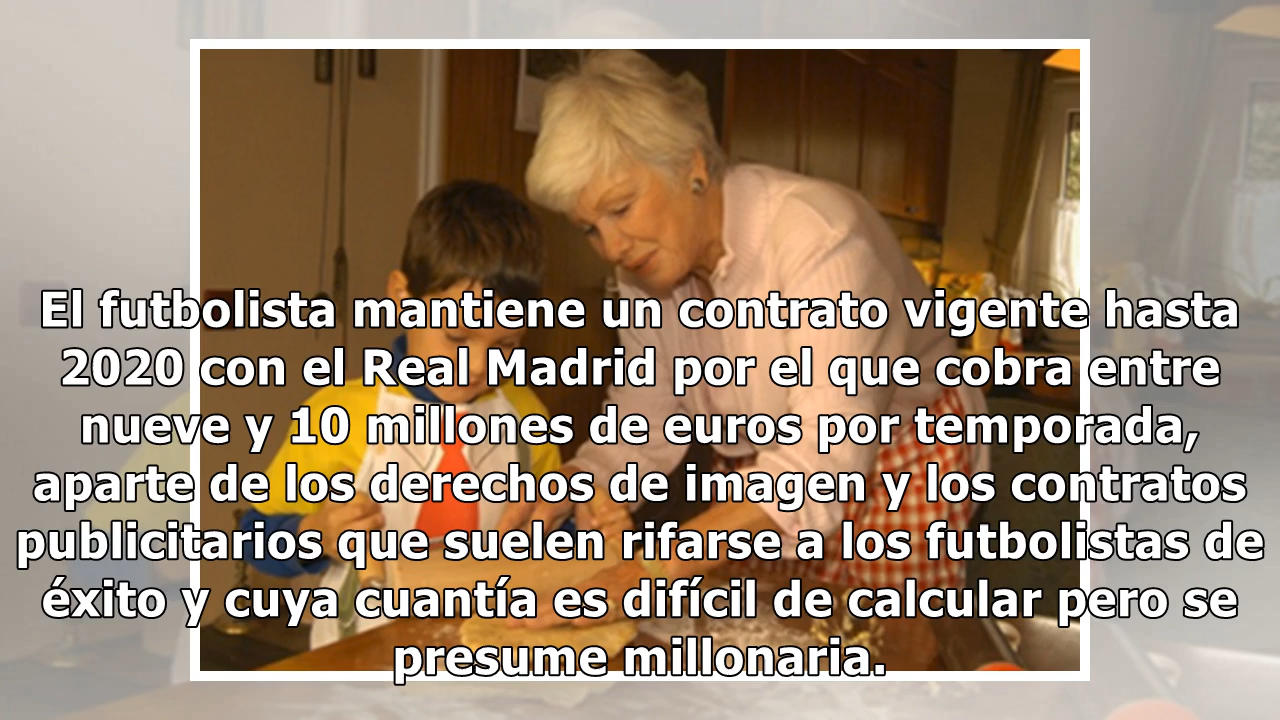 El futbolista mantiene un contrato vigente hasta
2020 con el Real Madrid por el que cobra entre
nueve y 10 millones de euros por temporada,
aparte de los derechos de imagen y los contratos
publicitarios que suelen rifarse a los futbolistas de
éxito y cuya cuantía es difícil de calcular pero se
presume millonaria.